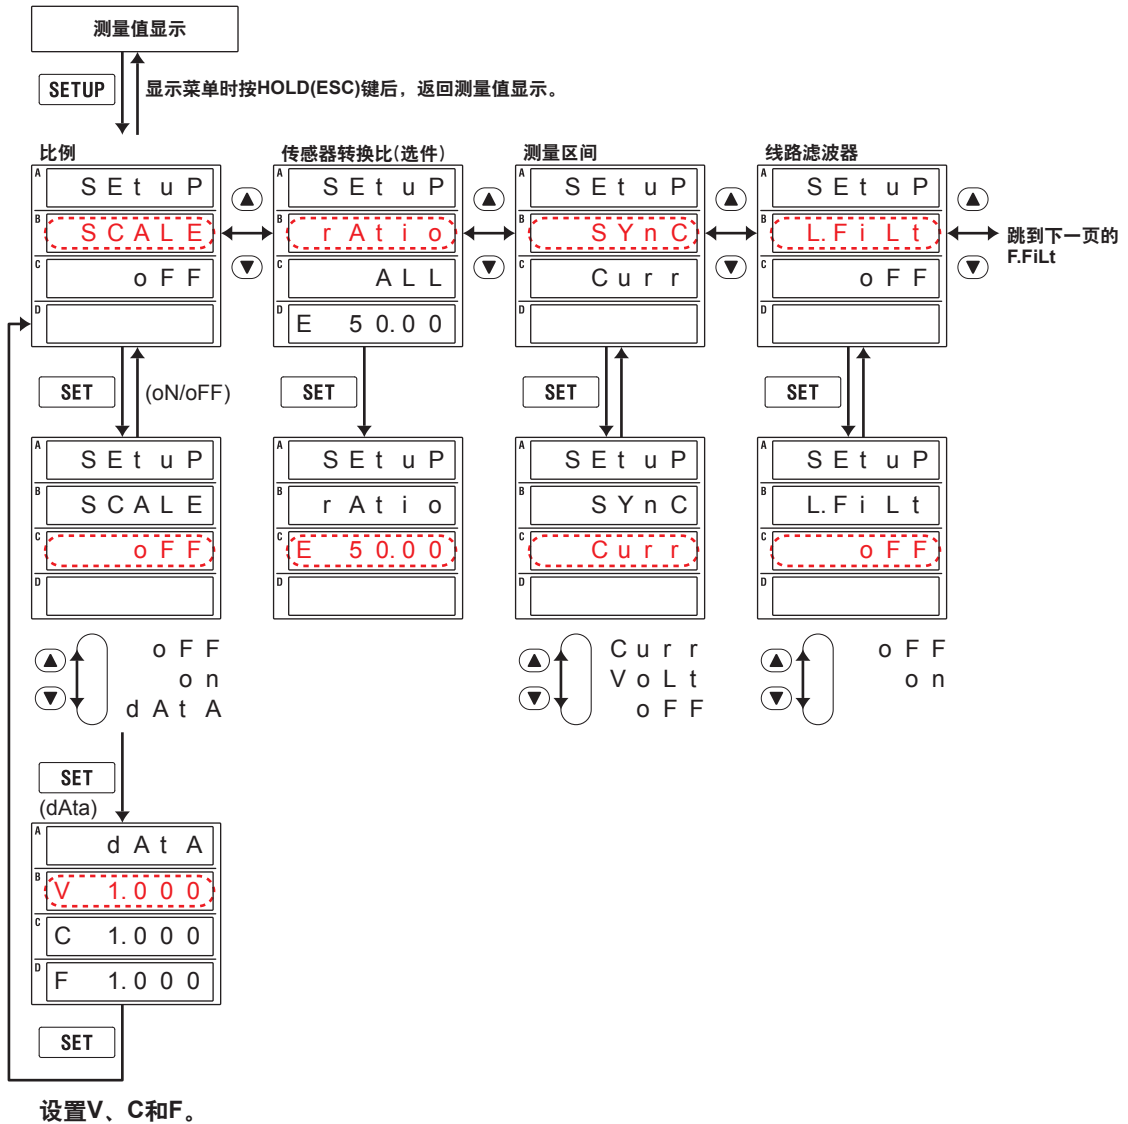 测量值显示
SETUP
显示菜单时按HOLD(ESC)键后，返回测量值显示。
比例
A SEtuP
B SCALE
C oFF
D
传感器转换比(选件)
A SEtuP
B rAtio
C ALL
D E 50.00
测量区间
A SEtuP
B SYnC
C Curr
D
线路滤波器
A SEtuP
B L.FiLt
C oFF
D
跳到下一页的
F.FiLt
SET
(oN/oFF)
SET
SET
SET
A SEtuP
B SCALE
C oFF
D
A SEtuP
B rAtio
C E 50.00
D
A SEtuP
B SYnC
C Curr
D
A SEtuP
B L.FiLt
C oFF
D
oFF
on
dAtA
Curr
VoLt
oFF
oFF
on
SET
(dAta)
A dAtA
B V 1.000
C C 1.000
D F 1.000
SET
设置V、C和F。